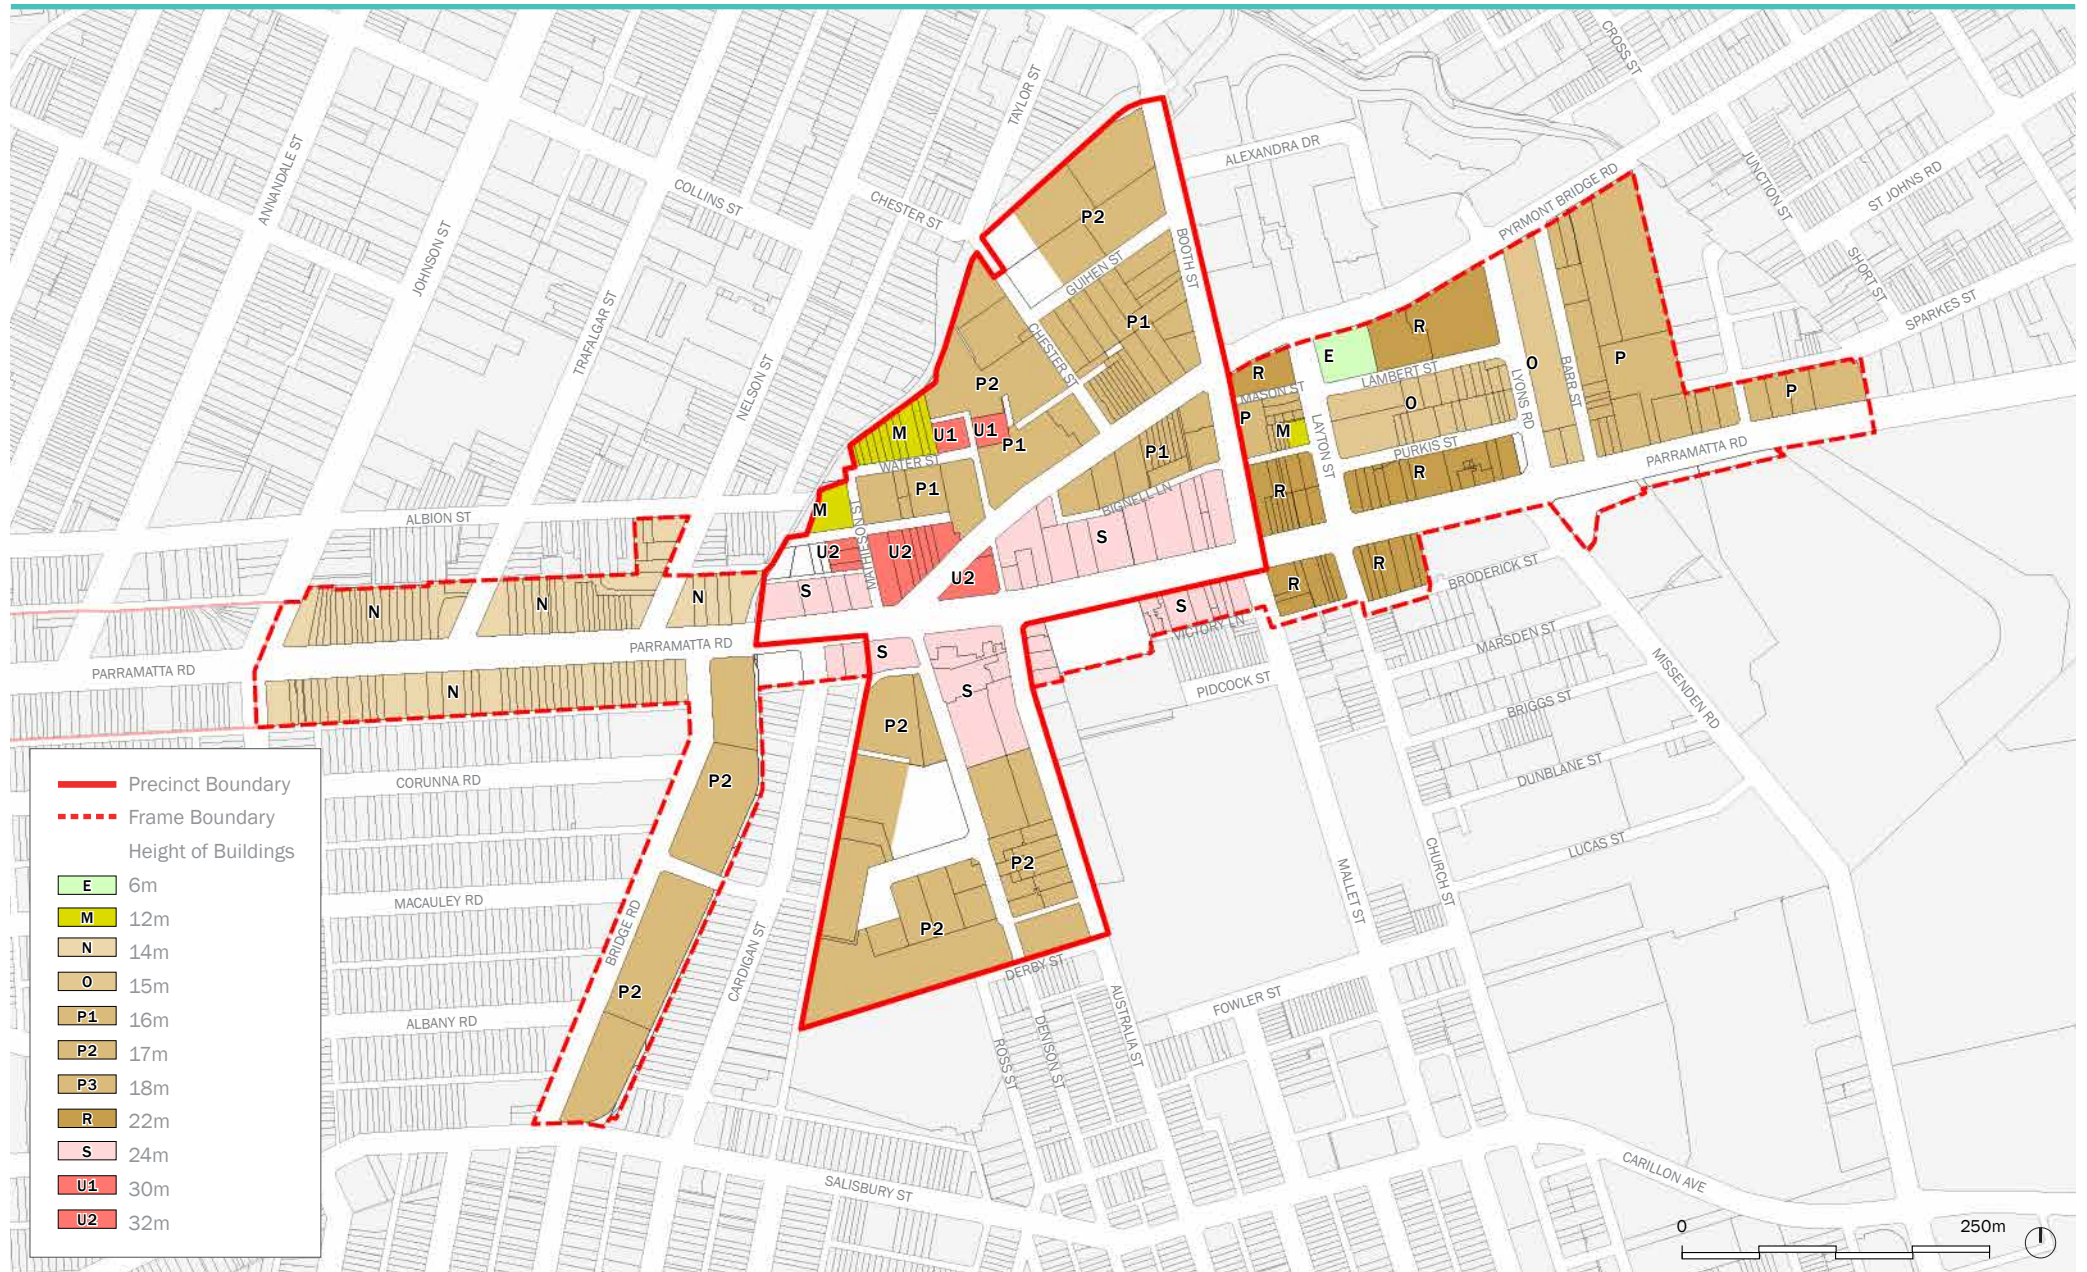 CROSS ST
TAYLOR ST
ANNANDALE ST
ALEXANDRA DR
JUNCTION ST
ST JOHNS RD
COLLINS ST
CHESTER ST
PYRMONT BRIDGE RD
P2
JOHNSON ST
BOOTH ST
SHORT ST
GUIHEN ST
TRAFALGAR ST
P1
CHESTER ST
R
SPARKES ST
NELSON ST
E
O
P
BARR ST
R
LAMBERT ST
LYONS RD
P2
MASON ST
O
P
P
M
U1
U1
P1
M
LAYTON ST
P1
PURKIS ST
PARRAMATTA RD
WATER ST
R
P1
R
BIGNELL LN
M
ALBION ST
MATHIESON ST
S
U2
U2
U2
R
R
BRODERICK ST
S
N
N
N
S
VICTORY LN
MARSDEN ST
PARRAMATTA RD
S
PARRAMATTA RD
MISSENDEN RD
N
S
PIDCOCK ST
BRIGGS ST
P2
DUNBLANE ST
P2
CORUNNA RD
LUCAS ST
P2
MALLET ST
CHURCH ST
MACAULEY RD
P2
BRIDGE RD
CARDIGAN ST
DERBY ST
P2
FOWLER ST
AUSTRALIA ST
ALBANY RD
DENISON ST
ROSS ST
SALISBURY ST
CARILLON AVE
Precinct Boundary
Frame Boundary
Height of Buildings
E 6m
M 12m
N 14m
O 15m
P1 16m
P2 17m
P3 18m
R 22m
S 24m
U1 30m
U2 32m
0 250m